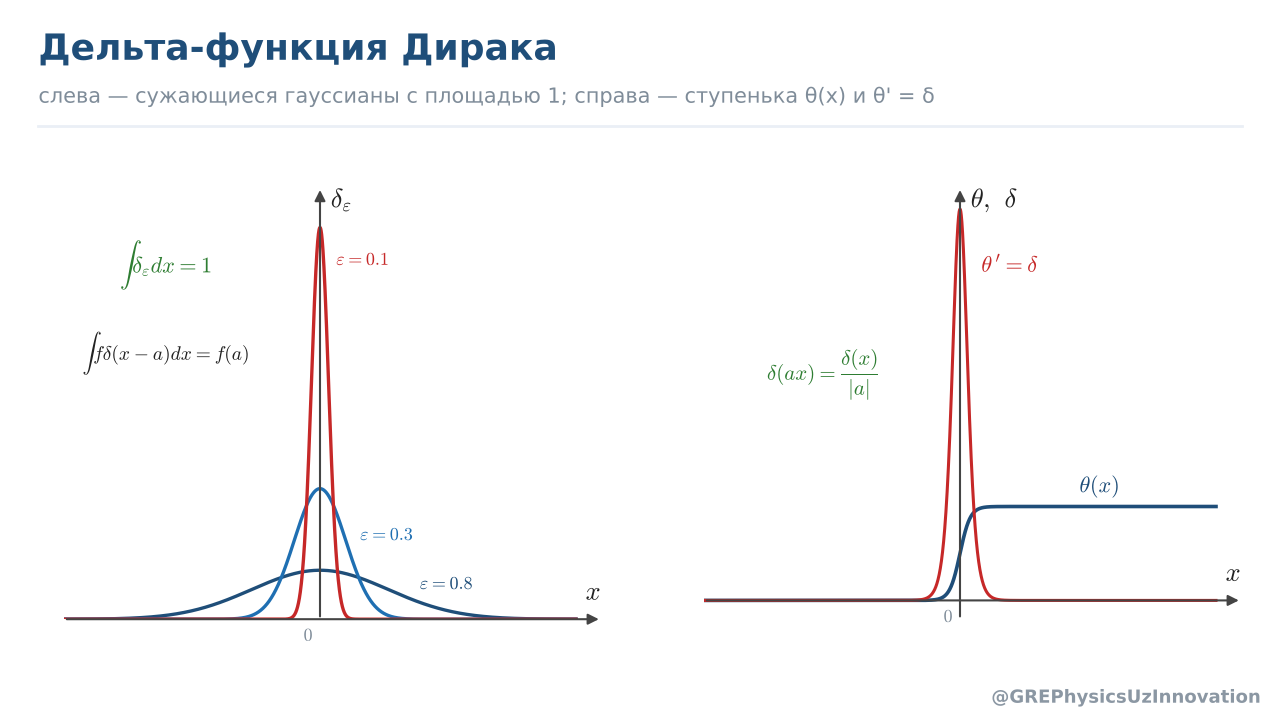 Дельта-функция Дирака
слева — сужающиеся гауссианы с площадью 1; справа — ступенька θ(x) и θ' = δ
δ_ε
∫δ_ε dx = 1
ε = 0.1
∫fδ(x − a)dx = f(a)
ε = 0.3
ε = 0.8
x
0
θ, δ
θ′ = δ
δ(ax) = δ(x)/|a|
θ(x)
x
0
@GREPhysicsUzInnovation